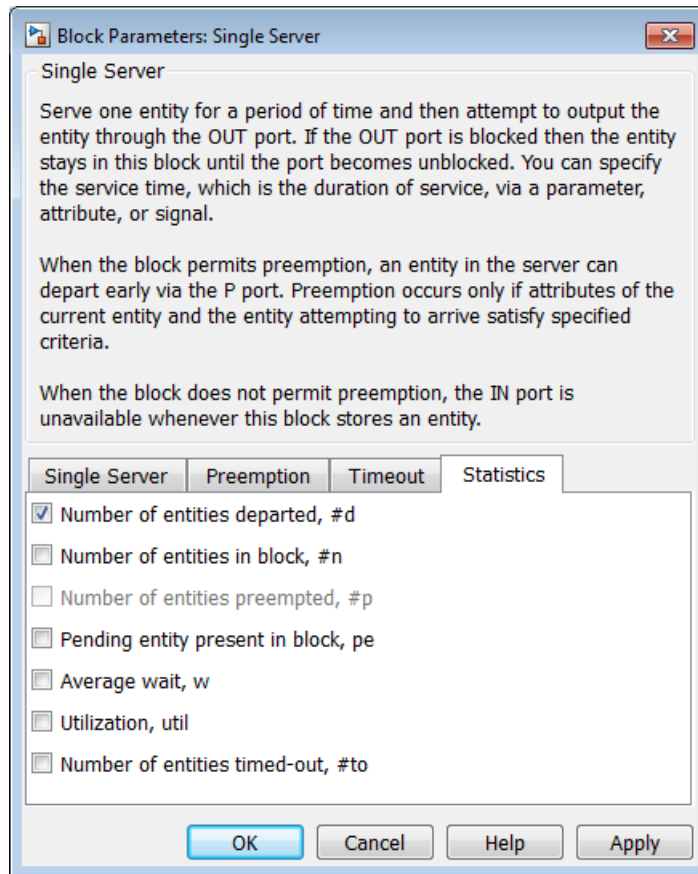 Block Parameters: Single Server
Single Server
Serve one entity for a period of time and then attempt to output the
entity through the OUT port. If the OUT port is blocked then the entity
stays in this block until the port becomes unblocked. You can specify
the service time, which is the duration of service, via a parameter,
attribute, or signal.
When the block permits preemption, an entity in the server can
depart early via the P port. Preemption occurs only if attributes of the
current entity and the entity attempting to arrive satisfy specified
criteria.
When the block does not permit preemption, the IN port is
unavailable whenever this block stores an entity.
Single Server Preemption Timeout Statistics
Number of entities departed, #d
Number of entities in block, #n
Number of entities preempted, #p
Pending entity present in block, pe
Average wait, w
Utilization, util
Number of entities timed-out, #to
OK Cancel Help Apply